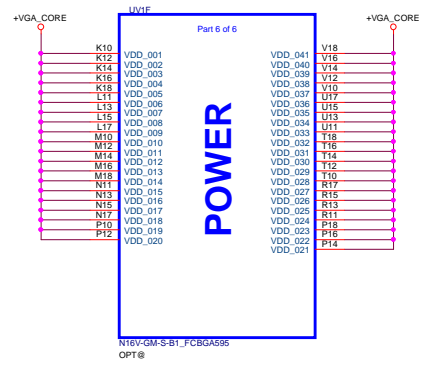 UV1F
+VGA_CORE
+VGA_CORE
Part 6 of 6
POWER
K10 VDD_001
K12 VDD_002
K14 VDD_003
K16 VDD_004
K18 VDD_005
L11 VDD_006
L13 VDD_007
L15 VDD_008
L17 VDD_009
M10 VDD_010
M12 VDD_011
M14 VDD_012
M16 VDD_013
M18 VDD_014
N11 VDD_015
N13 VDD_016
N15 VDD_017
N17 VDD_018
P10 VDD_019
P12 VDD_020
VDD_041 V18
VDD_040 V16
VDD_039 V14
VDD_038 V12
VDD_037 V10
VDD_036 U17
VDD_035 U15
VDD_034 U13
VDD_033 U11
VDD_032 T18
VDD_031 T16
VDD_030 T14
VDD_029 T12
VDD_028 T10
VDD_027 R17
VDD_026 R15
VDD_025 R13
VDD_024 R11
VDD_023 P18
VDD_022 P16
VDD_021 P14
N16V-GM-S-B1_FCBGA595
OPT@